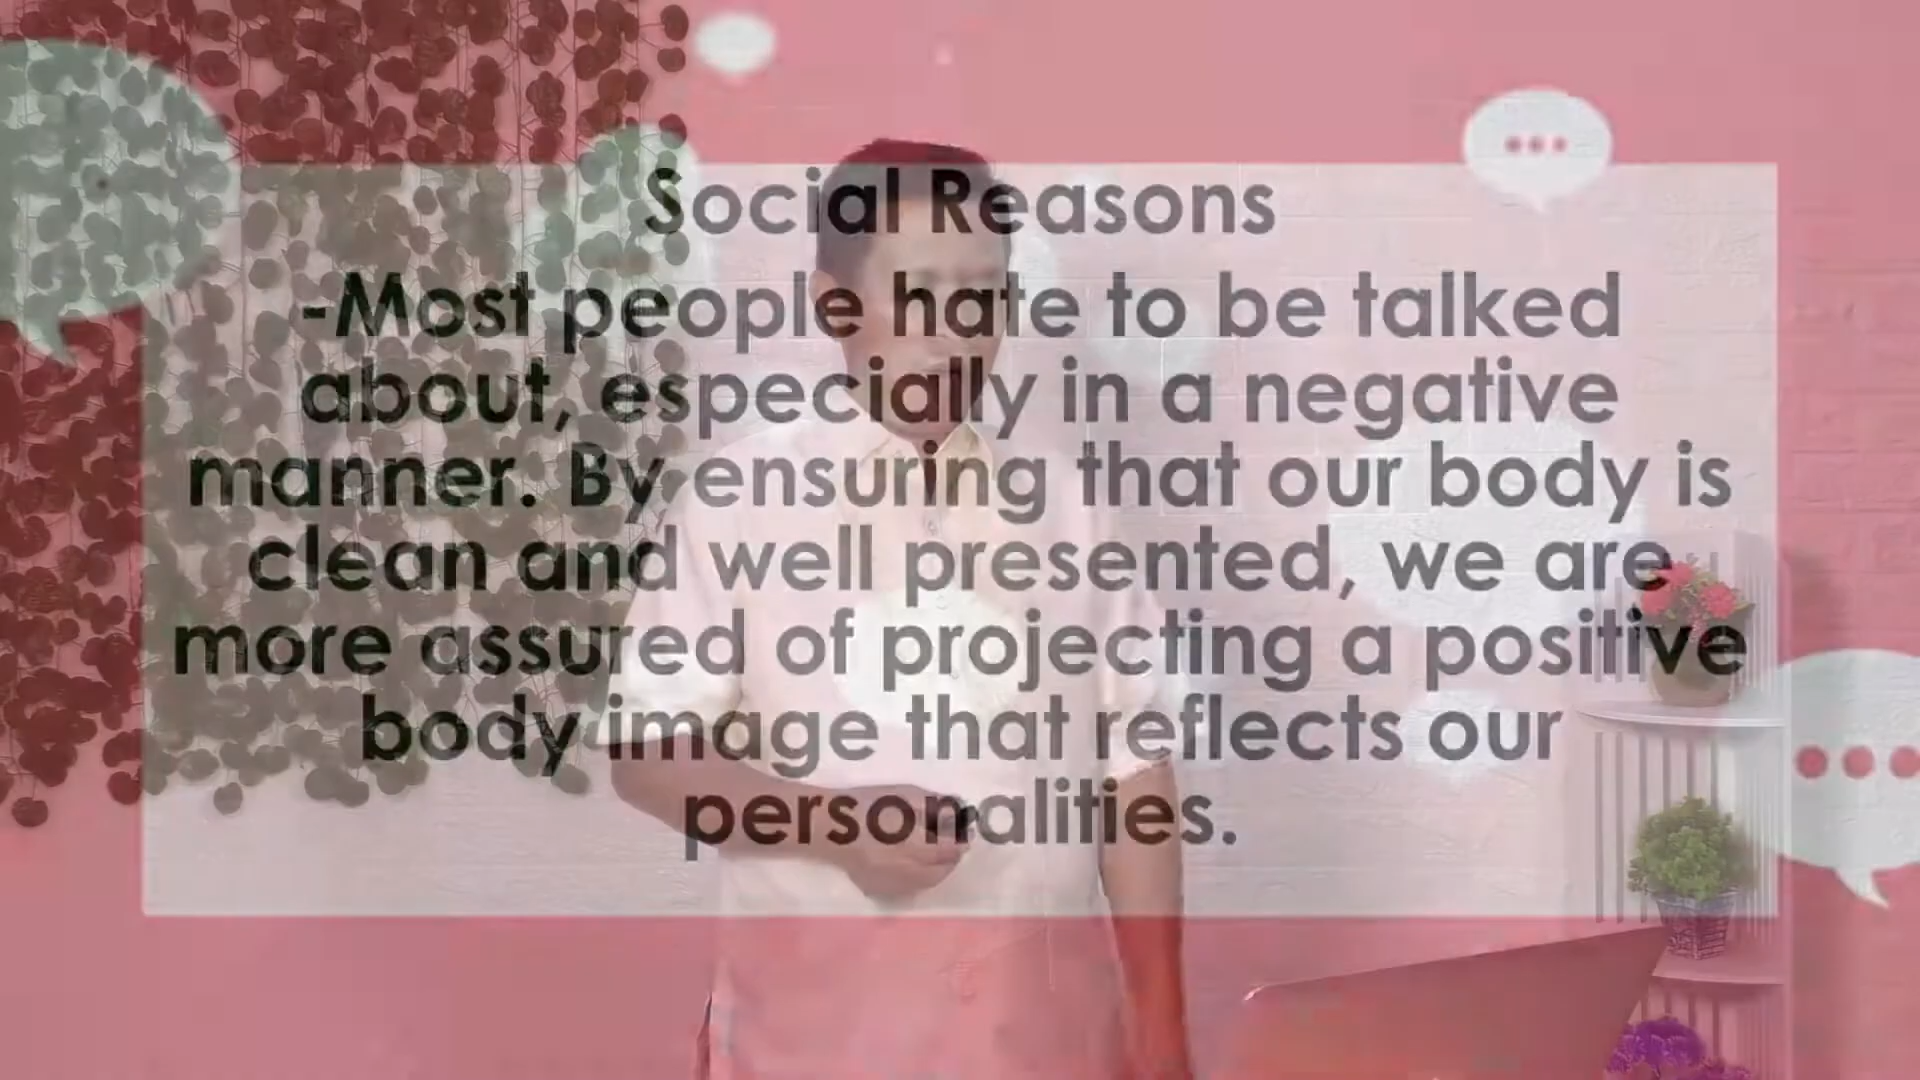 Social Reasons
-Most people hate to be talked
about, especially in a negative
manner. By ensuring that our body is
clean and well presented, we are
more assured of projecting a positive
body image that reflects our
personalities.